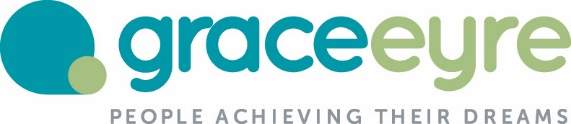 graceeyre
PEOPLE ACHIEVING THEIR DREAMS